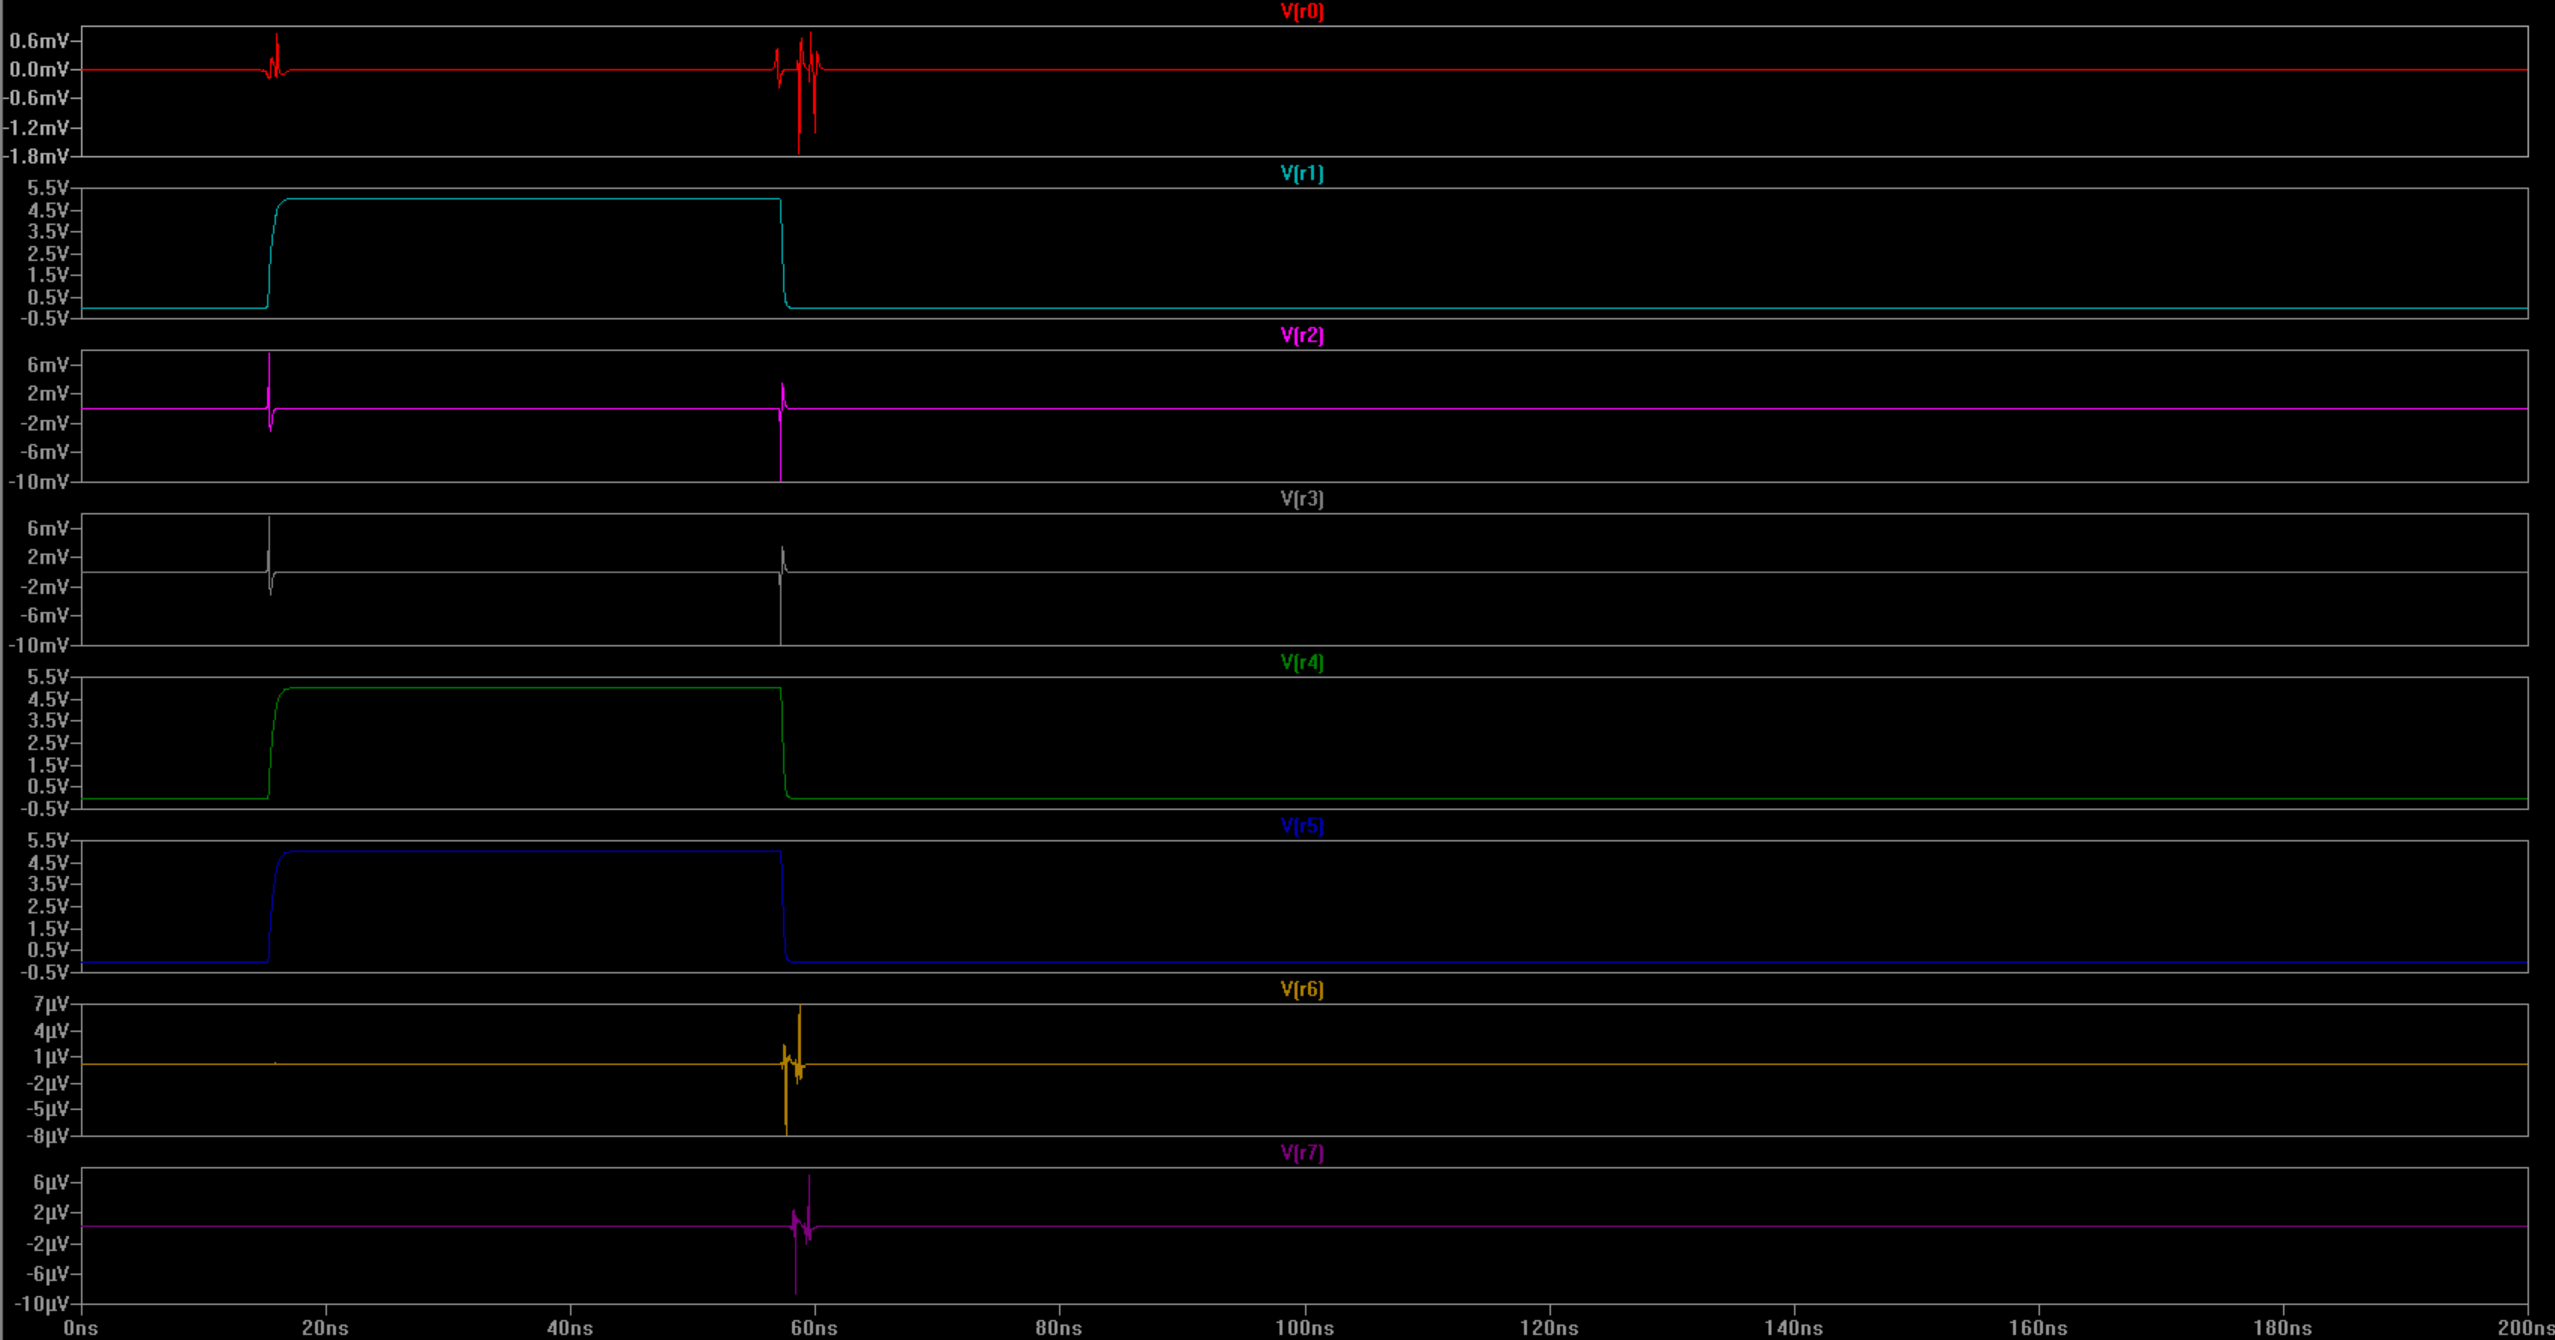 V(r0)
0.6mV
0.0mV
-0.6mV
-1.2mV
-1.8mV
V(r1)
5.5V
4.5V
3.5V
2.5V
1.5V
0.5V
-0.5V
V(r2)
6mV
2mV
-2mV
-6mV
-10mV
V(r3)
6mV
2mV
-2mV
-6mV
-10mV
V(r4)
5.5V
4.5V
3.5V
2.5V
1.5V
0.5V
-0.5V
V(r5)
5.5V
4.5V
3.5V
2.5V
1.5V
0.5V
-0.5V
V(r6)
7µV
4µV
1µV
-2µV
-5µV
-8µV
V(r7)
6µV
2µV
-2µV
-6µV
-10µV
0ns 20ns 40ns 60ns 80ns 100ns 120ns 140ns 160ns 180ns 200ns